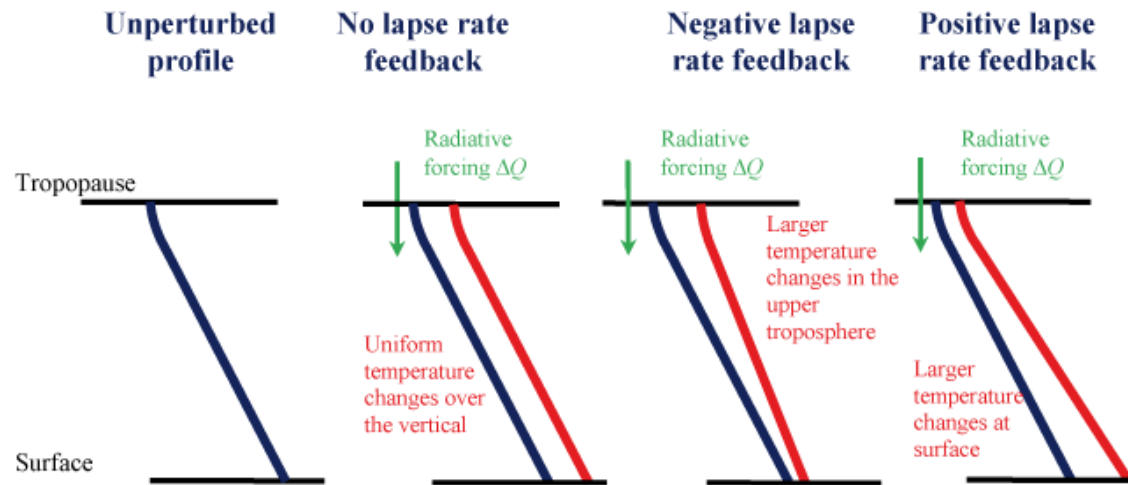 Unperturbed
profile
No lapse rate
feedback
Negative lapse
rate feedback
Positive lapse
rate feedback
Radiative
forcing ΔQ
Radiative
forcing ΔQ
Radiative
forcing ΔQ
Tropopause
Larger
temperature
changes in the
upper
troposphere
Uniform
temperature
changes over
the vertical
Larger
temperature
changes at
surface
Surface